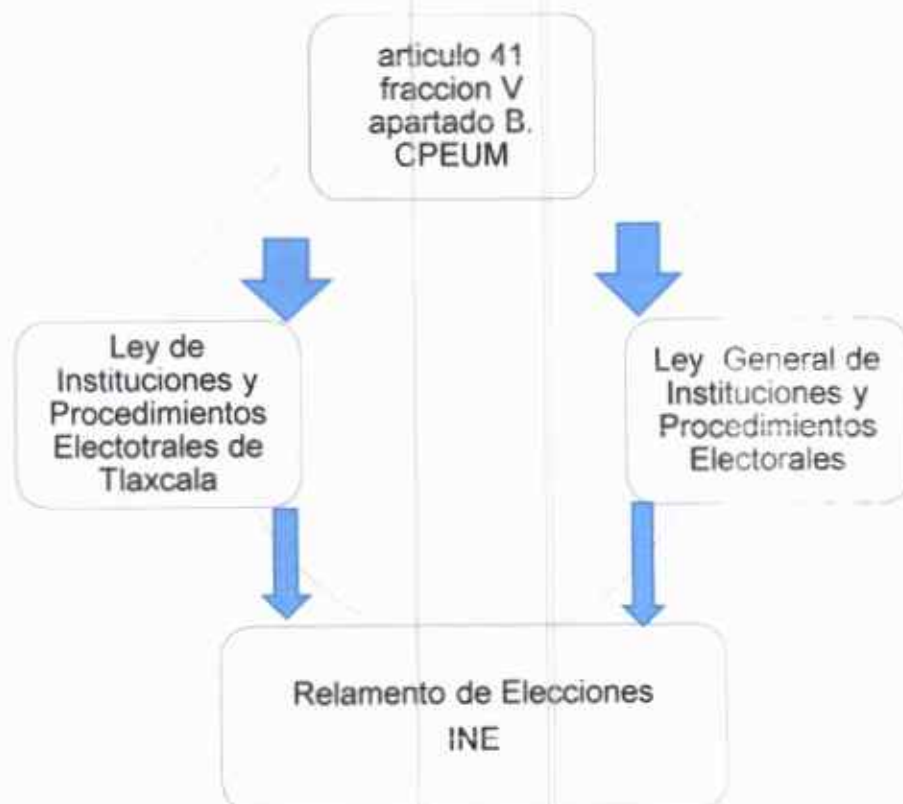 articulo 41
fraccion V
apartado B.
CPEUM
Ley de
Instituciones y
Procedimientos
Electotrales de
Tlaxcala
Ley General de
Instituciones y
Procedimientos
Electorales
Relamento de Elecciones
INE